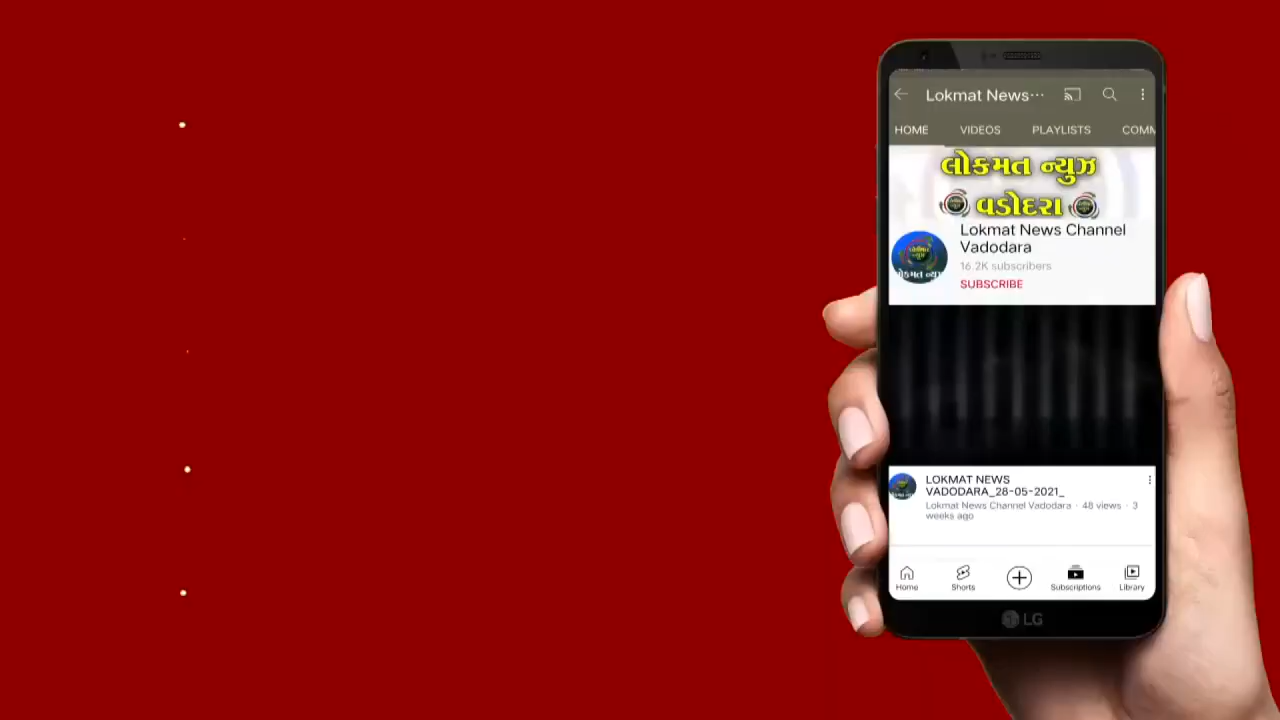 Lokmat News...
HOME VIDEOS PLAYLISTS COMM
લોકમત ન્યુઝ
વડોદરા
Lokmat News Channel
Vadodara
16.2K subscribers
SUBSCRIBE
LOKMAT NEWS
VADODARA_28-05-2021_
Lokmat News Channel Vadodara · 48 views · 3
weeks ago
Home Shorts Subscriptions Library
LG